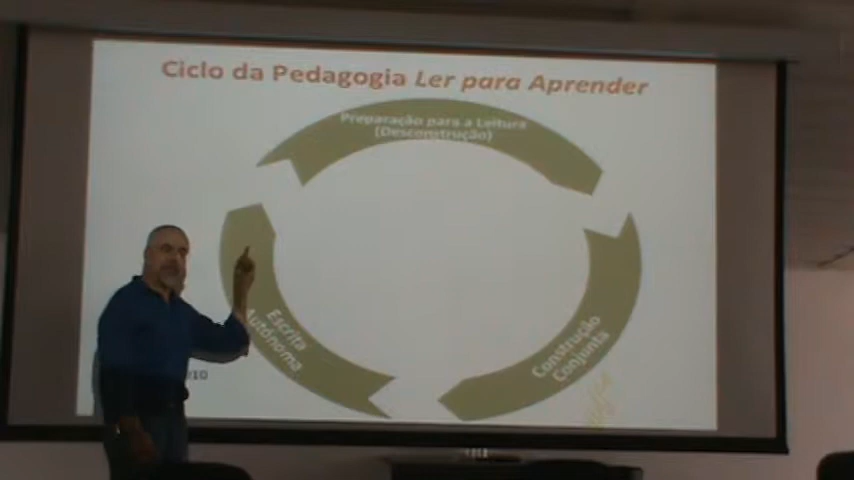 Ciclo da Pedagogia Ler para Aprender
Preparação para a Leitura
(Desconstrução)
Escrita
Autónoma
Construção
Conjunta